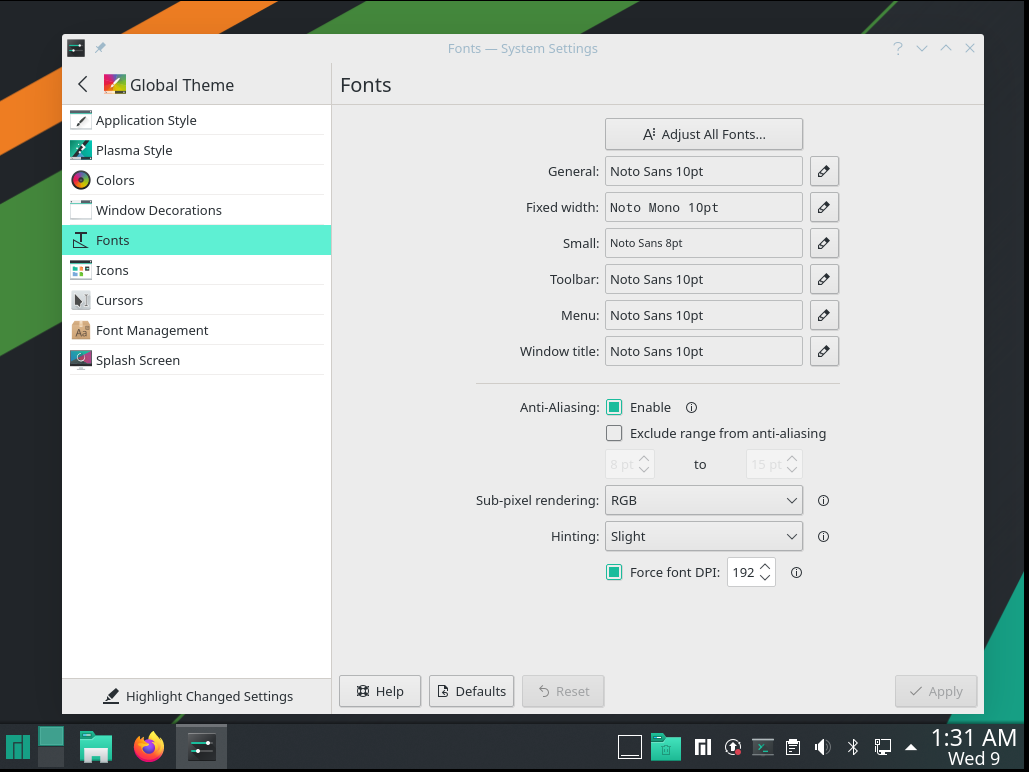 Fonts — System Settings
Global Theme
Fonts
Application Style
Plasma Style
Colors
Window Decorations
Fonts
Icons
Cursors
Font Management
Splash Screen
Highlight Changed Settings
Adjust All Fonts...
General: Noto Sans 10pt
Fixed width: Noto Mono 10pt
Small: Noto Sans 8pt
Toolbar: Noto Sans 10pt
Menu: Noto Sans 10pt
Window title: Noto Sans 10pt
Anti-Aliasing: Enable
Exclude range from anti-aliasing
8 pt to 15 pt
Sub-pixel rendering: RGB
Hinting: Slight
Force font DPI: 192
Help Defaults Reset Apply
1:31 AM
Wed 9